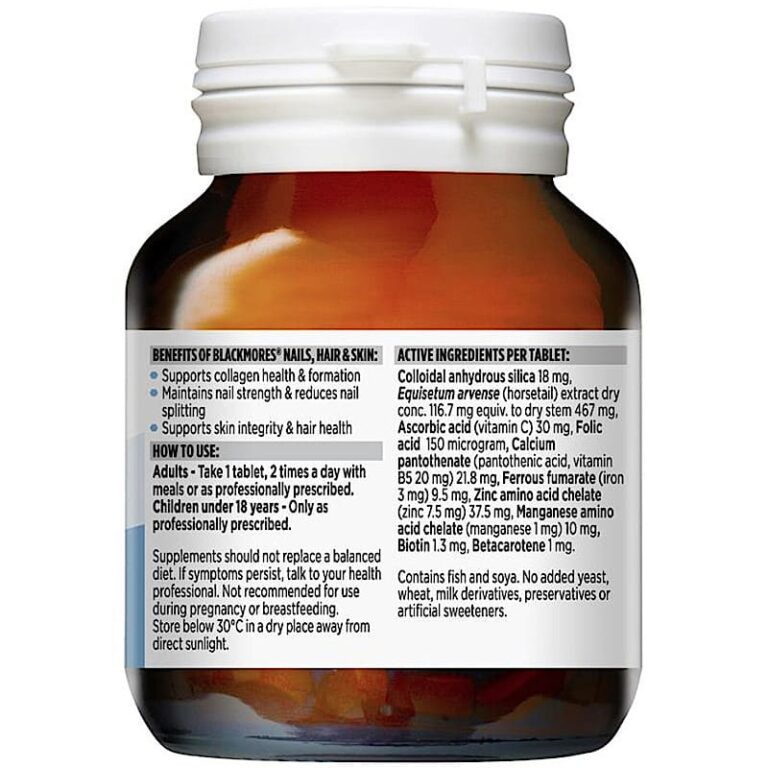 BENEFITS OF BLACKMORES® NAILS, HAIR & SKIN:
• Supports collagen health & formation
• Maintains nail strength & reduces nail
splitting
• Supports skin integrity & hair health
HOW TO USE:
Adults - Take 1 tablet, 2 times a day with
meals or as professionally prescribed.
Children under 18 years - Only as
professionally prescribed.
Supplements should not replace a balanced
diet. If symptoms persist, talk to your health
professional. Not recommended for use
during pregnancy or breastfeeding.
Store below 30°C in a dry place away from
direct sunlight.
ACTIVE INGREDIENTS PER TABLET:
Colloidal anhydrous silica 18 mg,
Equisetum arvense (horsetail) extract dry
conc. 116.7 mg equiv. to dry stem 467 mg,
Ascorbic acid (vitamin C) 30 mg, Folic
acid 150 microgram, Calcium
pantothenate (pantothenic acid, vitamin
B5 20 mg) 21.8 mg, Ferrous fumarate (iron
3 mg) 9.5 mg, Zinc amino acid chelate
(zinc 7.5 mg) 37.5 mg, Manganese amino
acid chelate (manganese 1 mg) 10 mg,
Biotin 1.3 mg, Betacarotene 1 mg.
Contains fish and soya. No added yeast,
wheat, milk derivatives, preservatives or
artificial sweeteners.